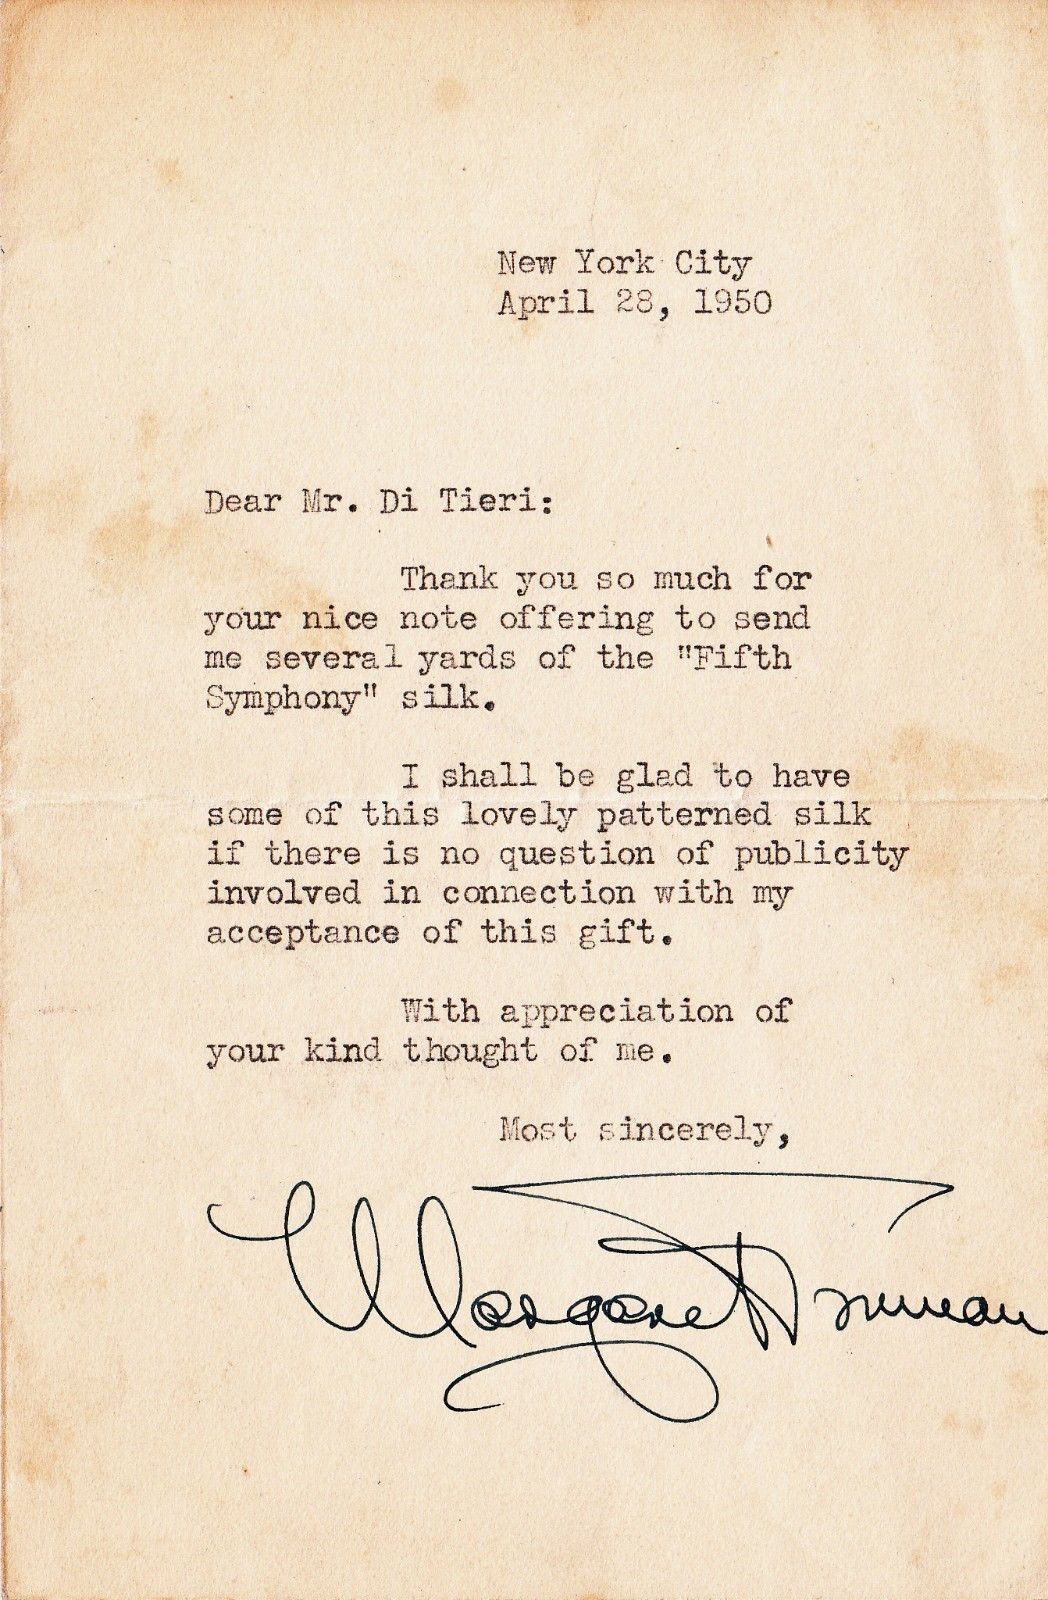 New York City
April 28, 1950
Dear Mr. Di Tieri:
Thank you so much for
your nice note offering to send
me several yards of the "Fifth
Symphony" silk.
I shall be glad to have
some of this lovely patterned silk
if there is no question of publicity
involved in connection with my
acceptance of this gift.
With appreciation of
your kind thought of me.
Most sincerely,
Margaret Truman